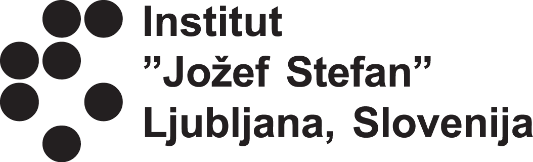 Institut
”Jožef Stefan”
Ljubljana, Slovenija